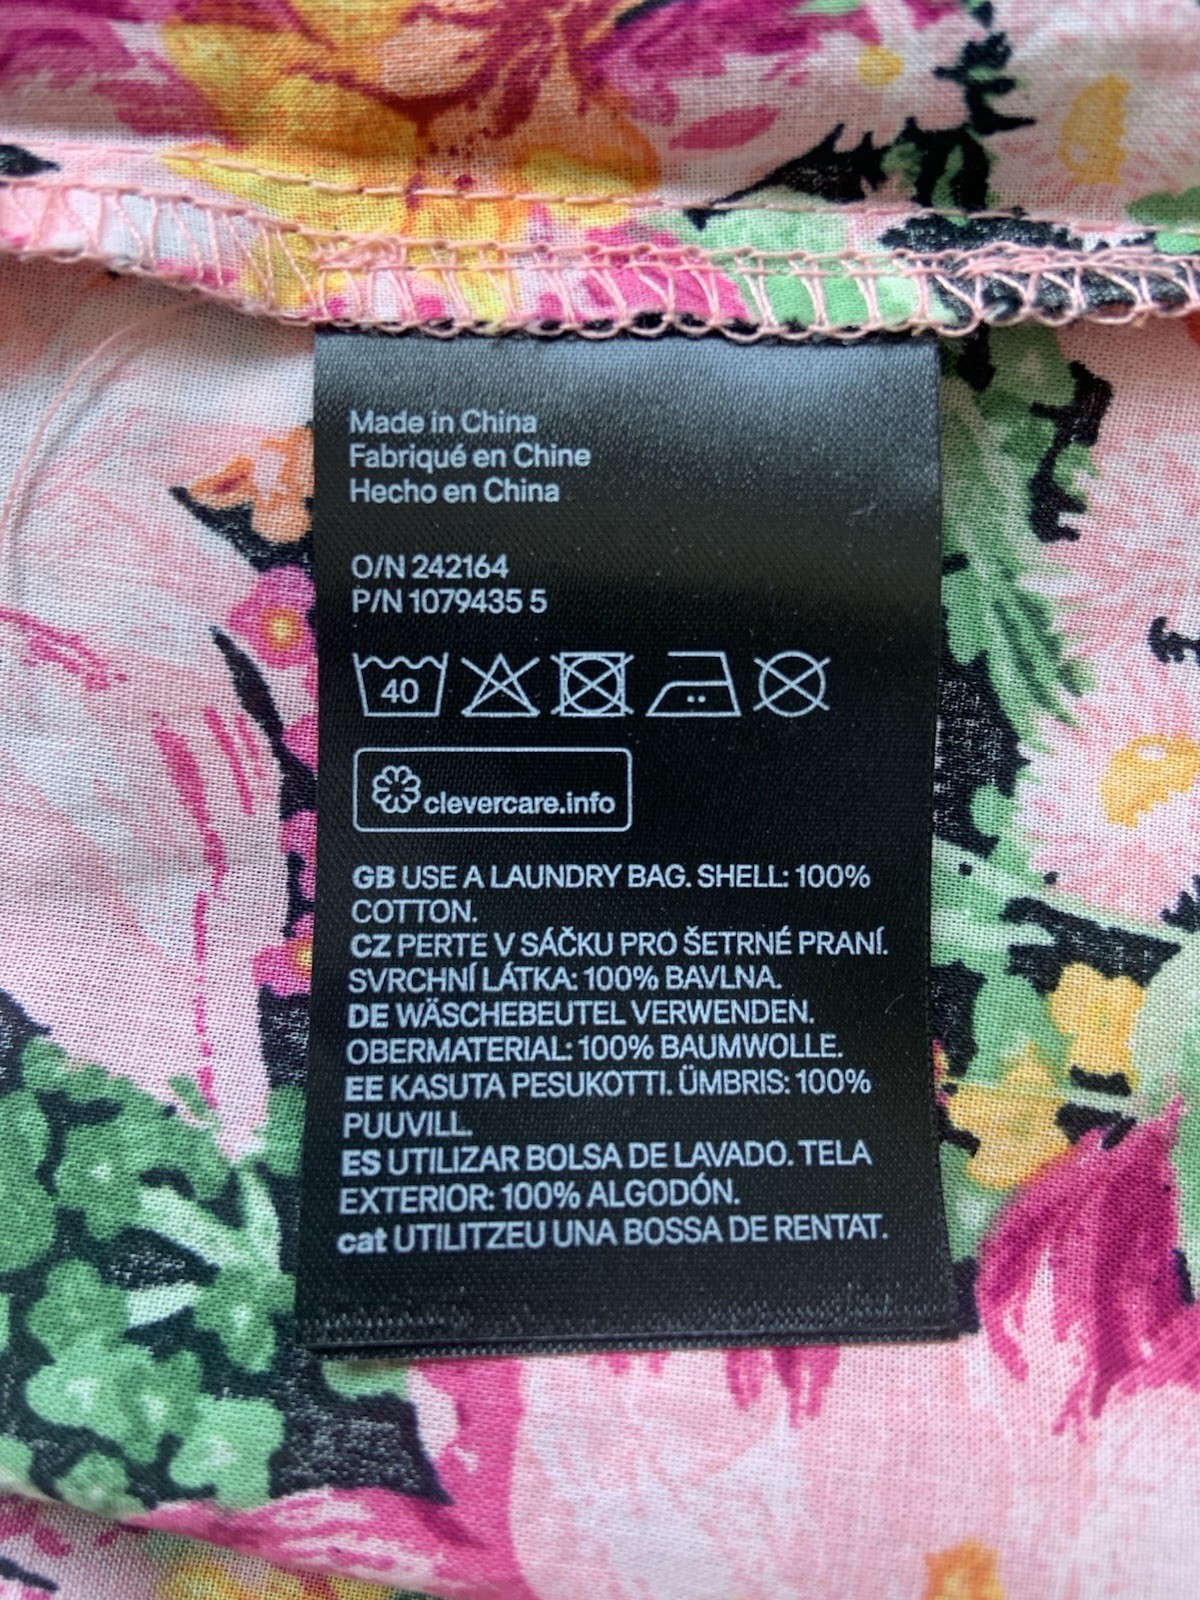 Made in China
Fabriqué en Chine
Hecho en China
O/N 242164
P/N 1079435 5
40
clevercare.info
GB USE A LAUNDRY BAG. SHELL: 100%
COTTON.
CZ PERTE V SÁČKU PRO ŠETRNÉ PRANÍ.
SVRCHNÍ LÁTKA: 100% BAVLNA.
DE WÄSCHEBEUTEL VERWENDEN.
OBERMATERIAL: 100% BAUMWOLLE.
EE KASUTA PESUKOTTI. ÜMBRIS: 100%
PUUVILL.
ES UTILIZAR BOLSA DE LAVADO. TELA
EXTERIOR: 100% ALGODÓN.
cat UTILITZEU UNA BOSSA DE RENTAT.